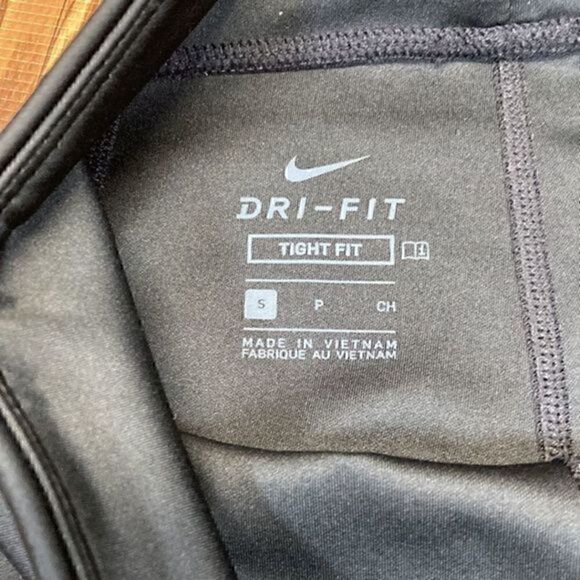 DRI-FIT
TIGHT FIT
S P CH
MADE IN VIETNAM
FABRIQUE AU VIETNAM